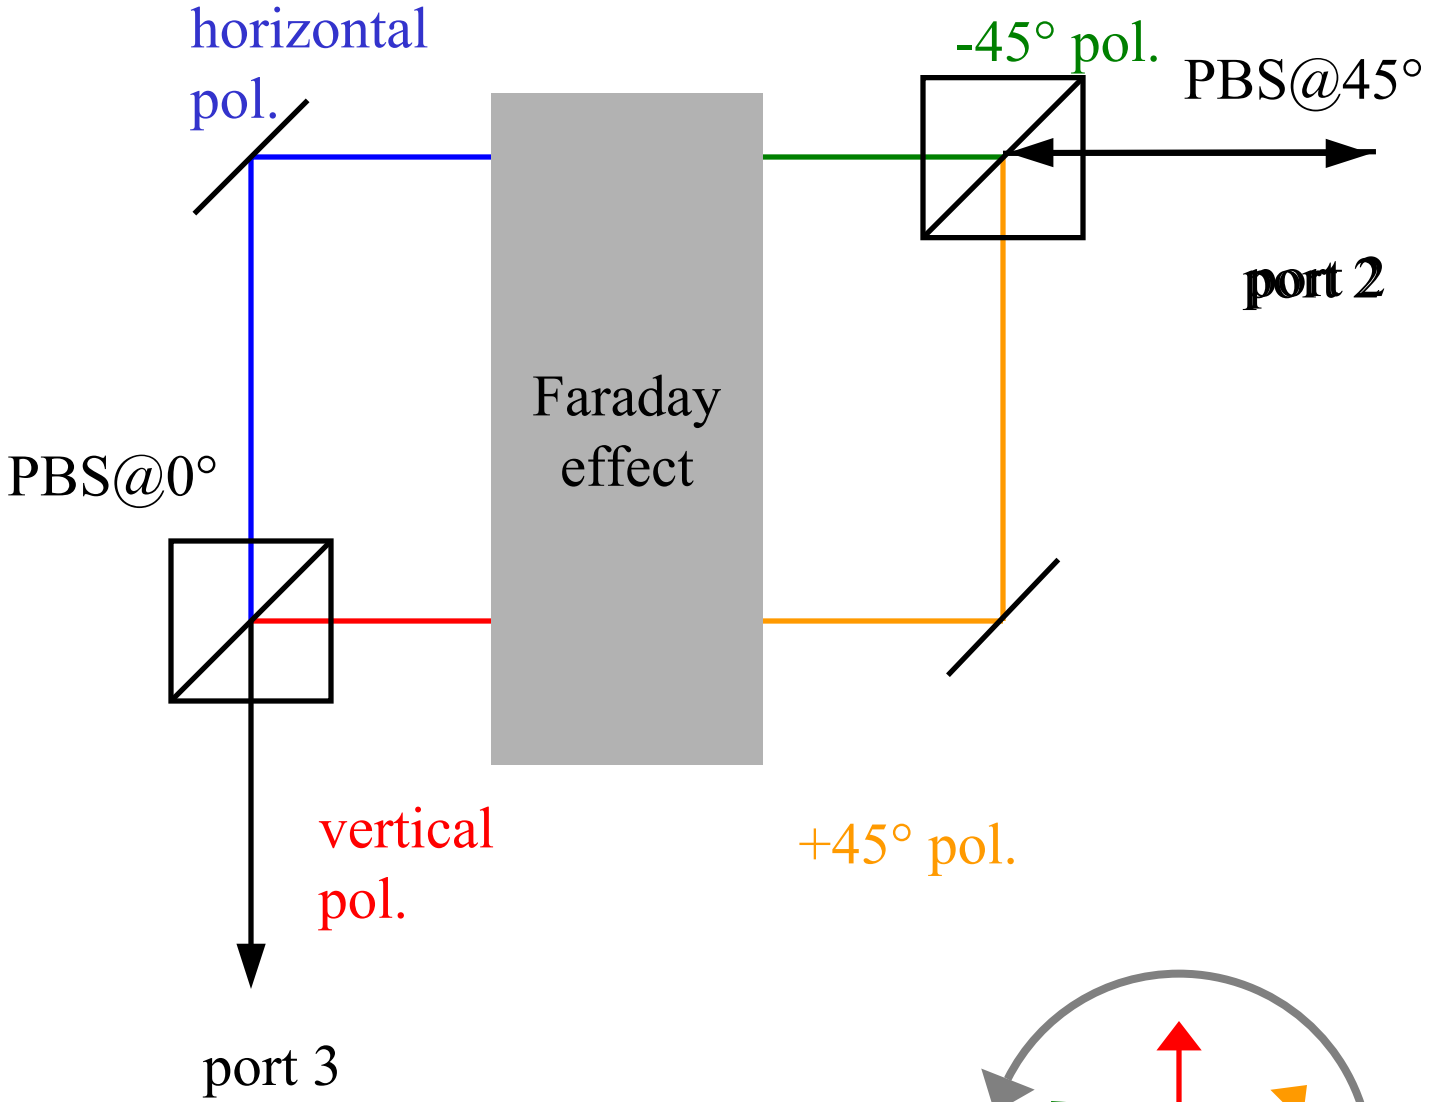 horizontal
pol.
-45° pol.
PBS@45°
port 2
Faraday
effect
PBS@0°
vertical
pol.
+45° pol.
port 3